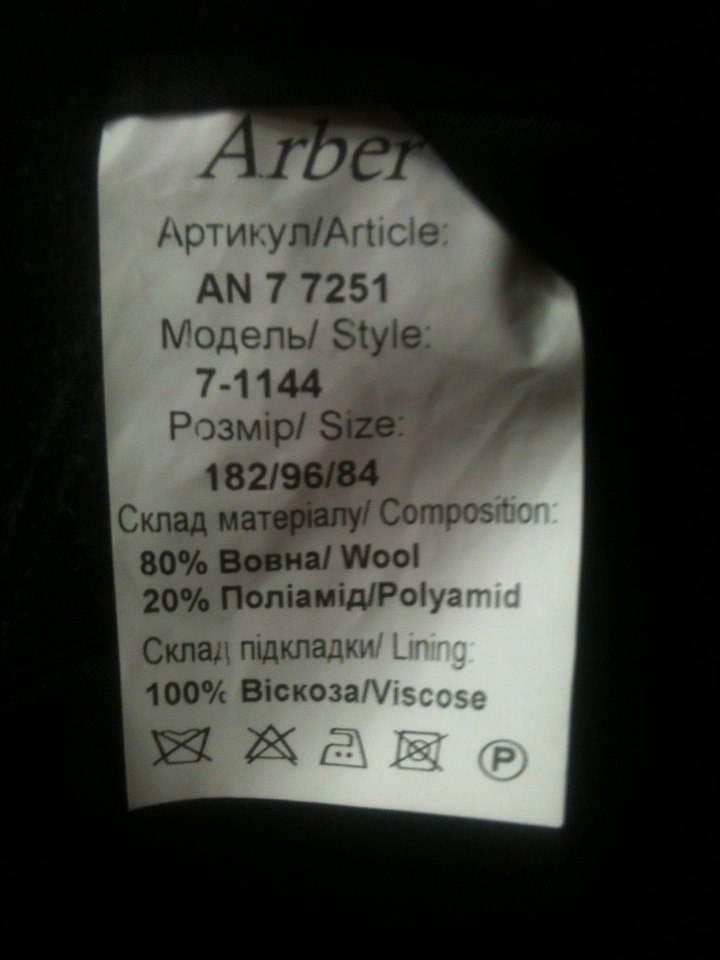 Arber
Артикул/Article:
AN 7 7251
Модель/ Style:
7-1144
Розмір/ Size:
182/96/84
Склад матеріалу/ Composition:
80% Вовна/ Wool
20% Поліамід/Polyamid
Склад підкладки/ Lining:
100% Віскоза/Viscose
P